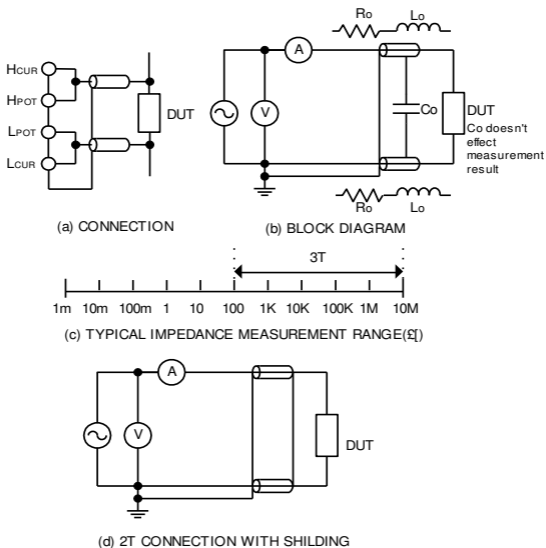 Ro Lo
HCUR
HPOT
LPOT
LCUR
DUT
(a) CONNECTION
A
V
Co
DUT
Co doesn't
effect
measurement
result
Ro Lo
(b) BLOCK DIAGRAM
3T
1m 10m 100m 1 10 100 1K 10K 100K 1M 10M
(c) TYPICAL IMPEDANCE MEASUREMENT RANGE(£[)
A
V
DUT
(d) 2T CONNECTION WITH SHILDING